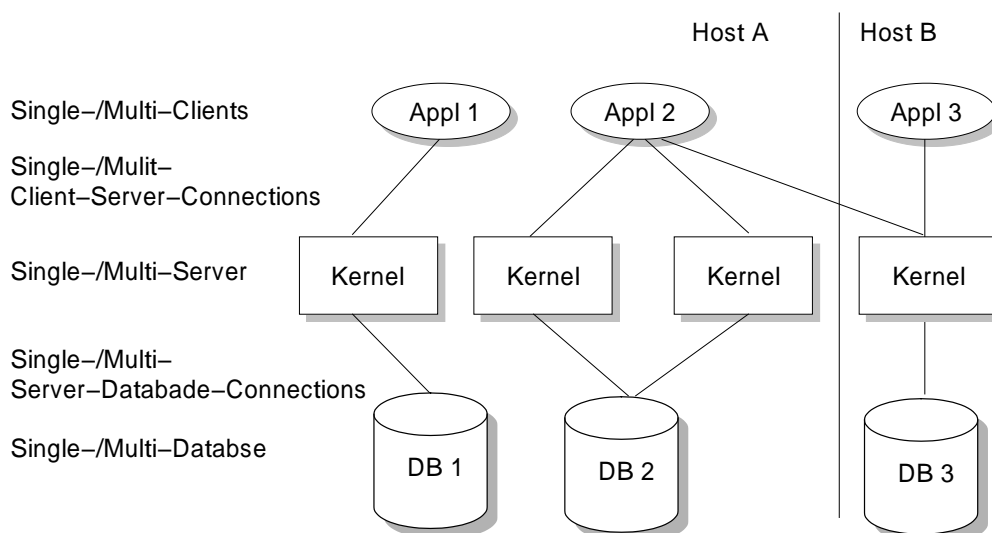 Host A
Host B
Single–/Multi–Clients
Appl 1
Appl 2
Appl 3
Single–/Mulit–
Client–Server–Connections
Single–/Multi–Server
Kernel
Kernel
Kernel
Kernel
Single–/Multi–
Server–Databade–Connections
Single–/Multi–Databse
DB 1
DB 2
DB 3